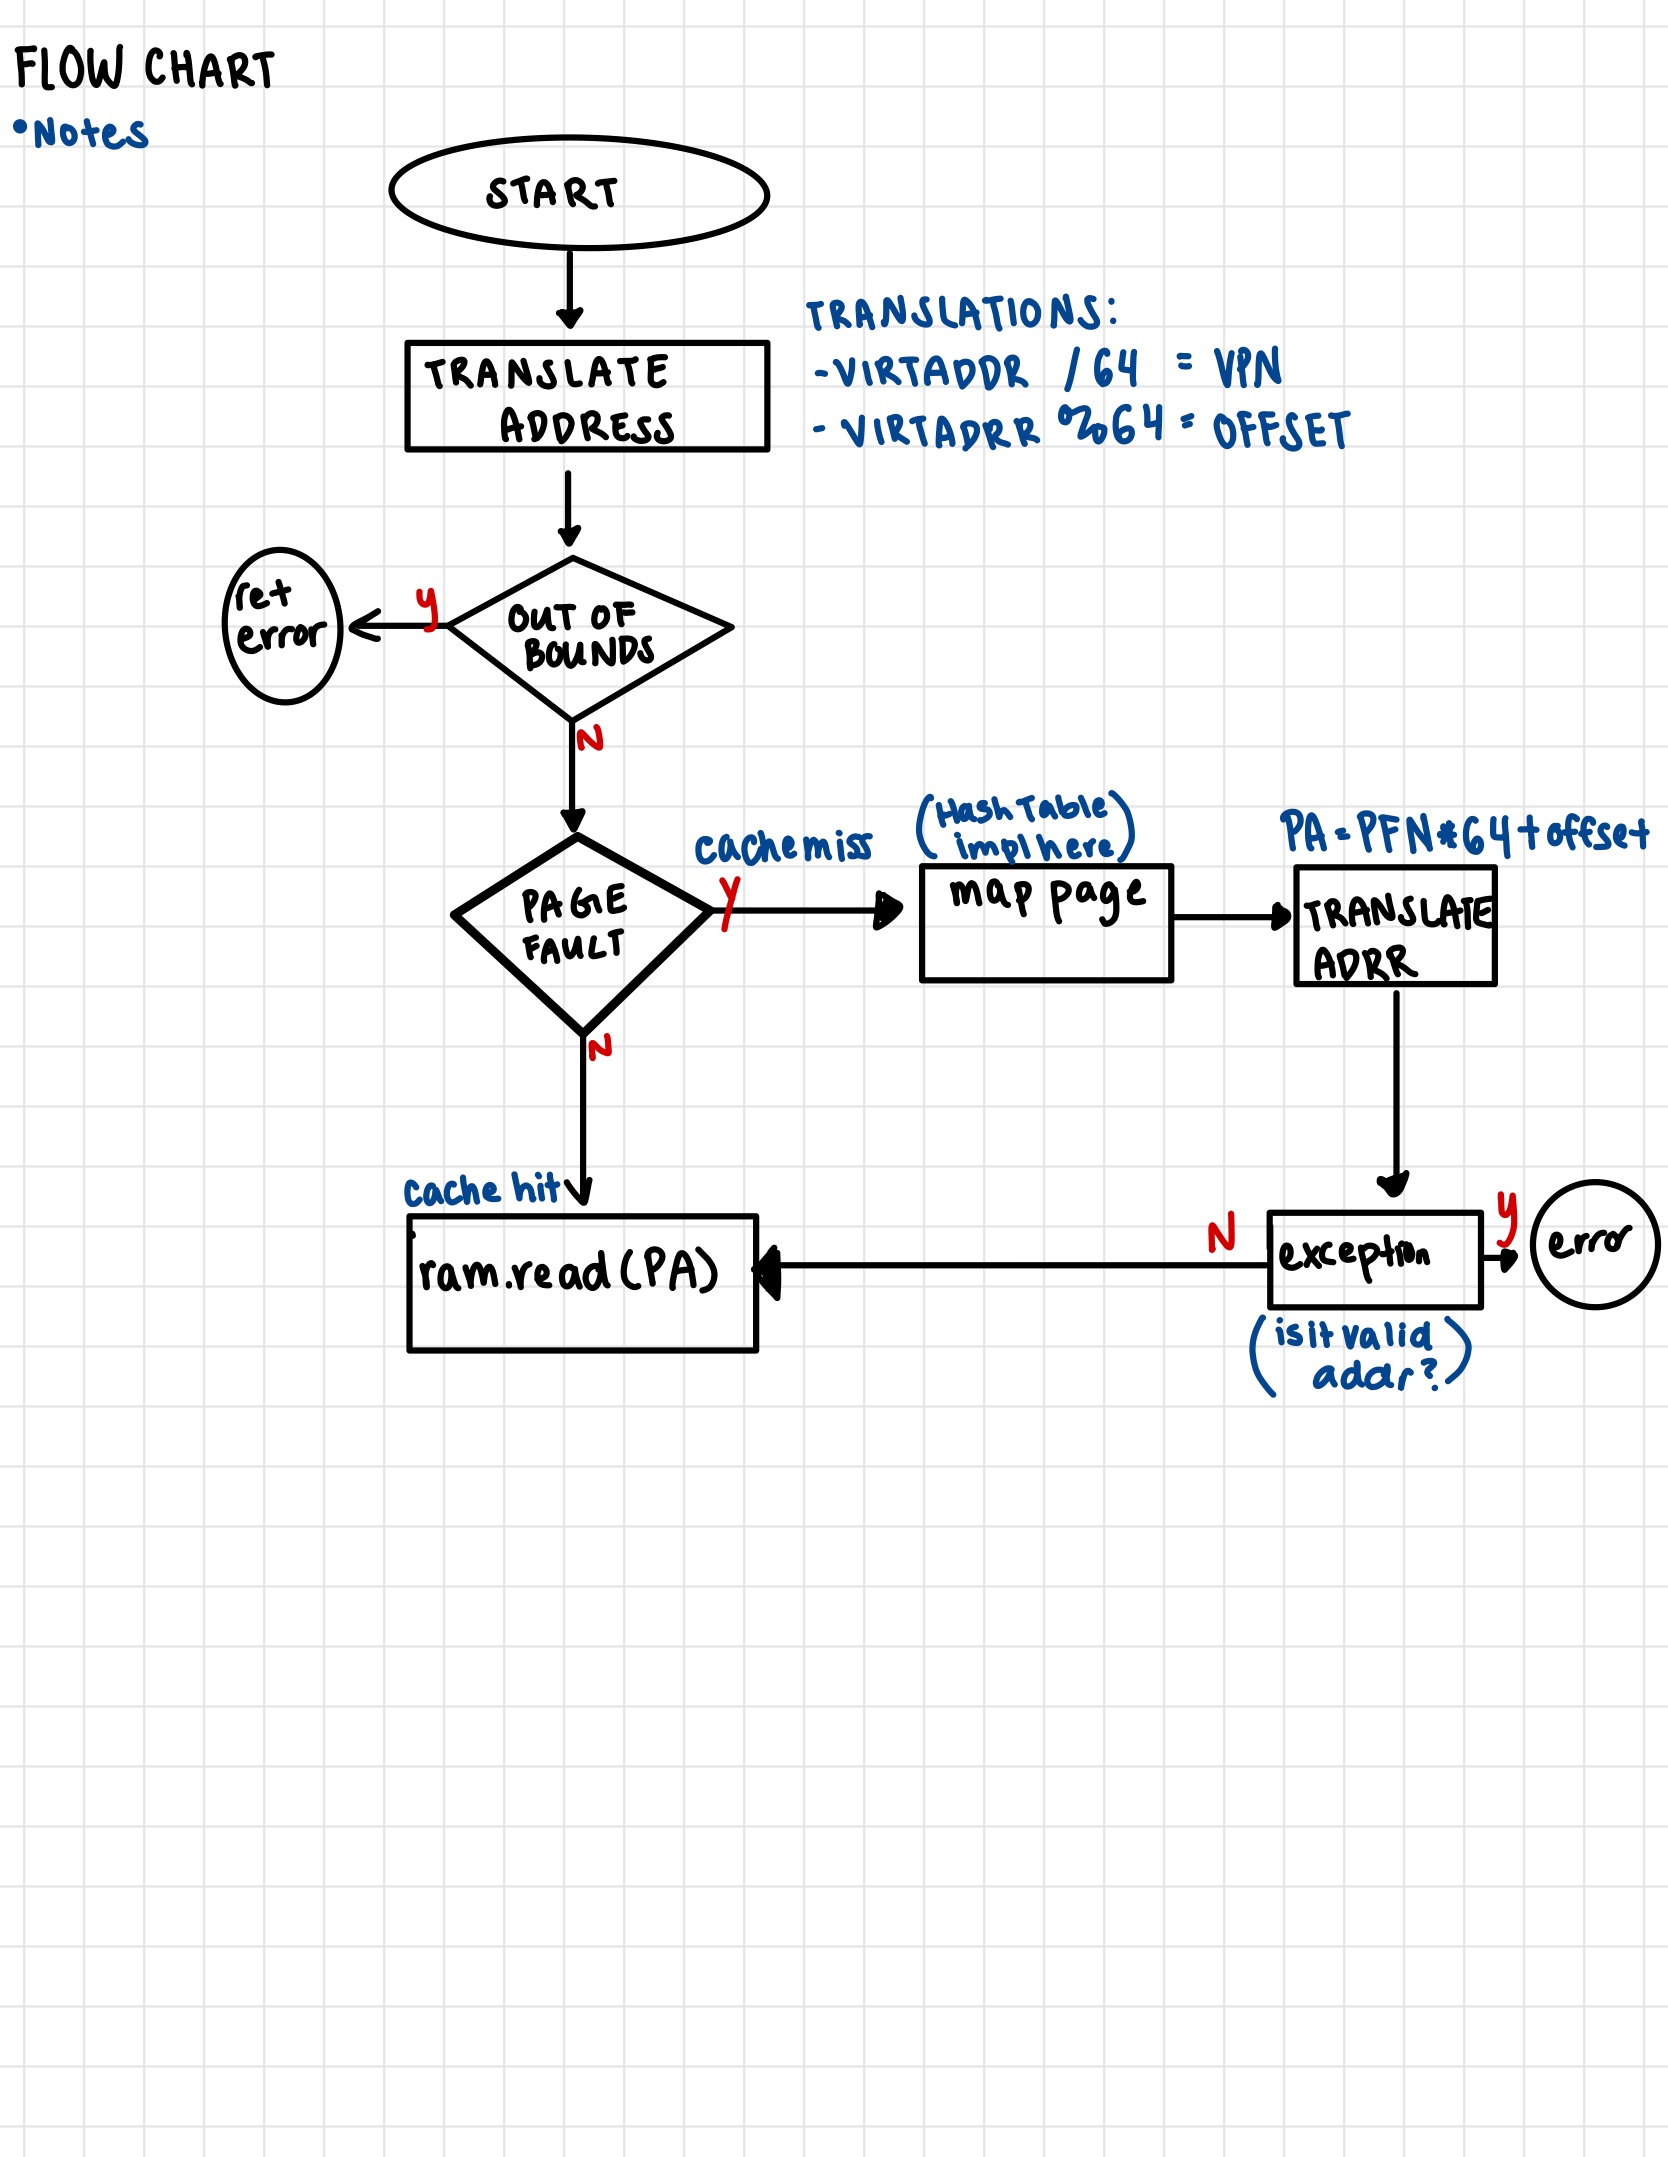 FLOW CHART
•Notes
START
TRANSLATE
ADDRESS
TRANSLATIONS:
-VIRTADDR / 64 = VPN
- VIRTADRR %64 = OFFSET
ret
error
y
OUT OF
BOUNDS
N
PAGE
FAULT
cache miss
y
(Hash Table
impl here)
map page
PA = PFN*64 + offset
TRANSLATE
ADRR
N
cache hit
ram.read(PA)
N
exception
y
error
(is it valid
addr?)